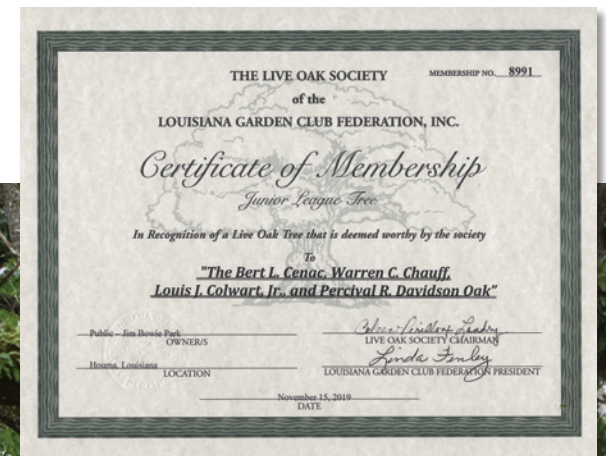 THE LIVE OAK SOCIETY
MEMBERSHIP NO. 8991
of the
LOUISIANA GARDEN CLUB FEDERATION, INC.
Certificate of Membership
Junior League Tree
In Recognition of a Live Oak Tree that is deemed worthy by the society
To
"The Bert L. Cenac, Warren C. Chauff,
Louis J. Colwart, Jr., and Percival R. Davidson Oak"
Public – Jim Bowie Park
OWNER/S
Coleen Perilloux Landry
LIVE OAK SOCIETY CHAIRMAN
Houma, Louisiana
LOCATION
Linda Finley
LOUISIANA GARDEN CLUB FEDERATION PRESIDENT
November 15, 2019
DATE